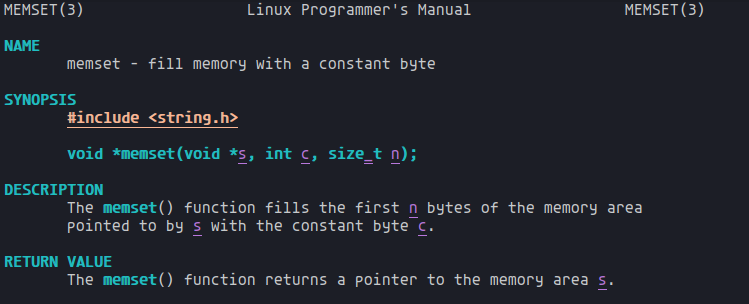 MEMSET(3) Linux Programmer's Manual MEMSET(3)
NAME
memset - fill memory with a constant byte
SYNOPSIS
#include <string.h>
void *memset(void *s, int c, size_t n);
DESCRIPTION
The memset() function fills the first n bytes of the memory area
pointed to by s with the constant byte c.
RETURN VALUE
The memset() function returns a pointer to the memory area s.